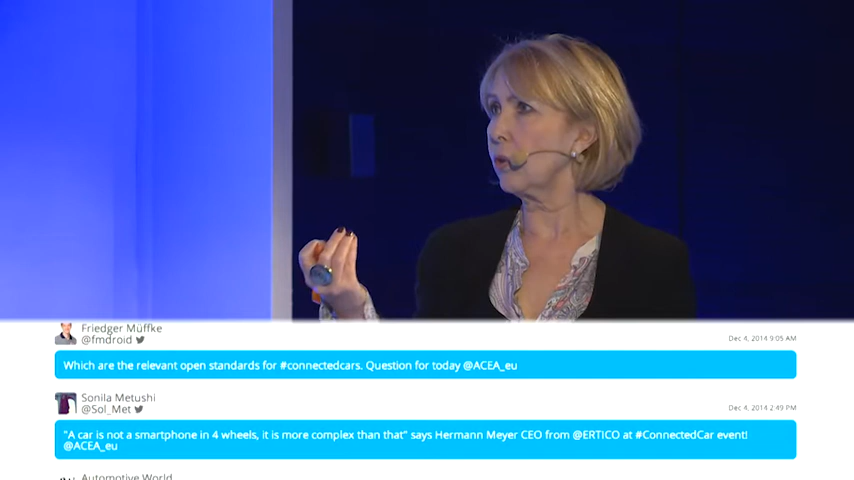 Friedger Müffke
@fmdroid
Dec 4, 2014 9:05 AM
Which are the relevant open standards for #connectedcars. Question for today @ACEA_eu
Sonila Metushi
@Sol_Met
Dec 4, 2014 2:49 PM
"A car is not a smartphone in 4 wheels, it is more complex than that" says Hermann Meyer CEO from @ERTICO at #ConnectedCar event!
@ACEA_eu
Automotive World